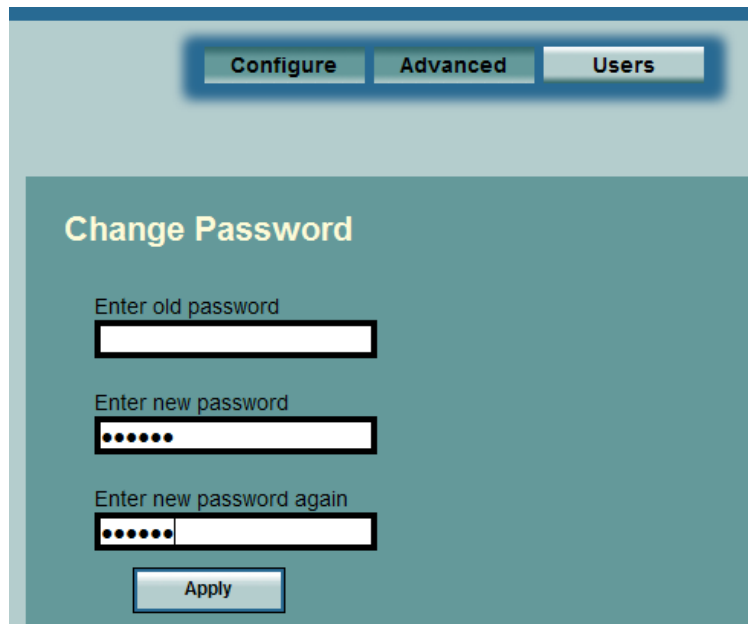 Configure Advanced Users
Change Password
Enter old password
Enter new password
••••••
Enter new password again
••••••
Apply